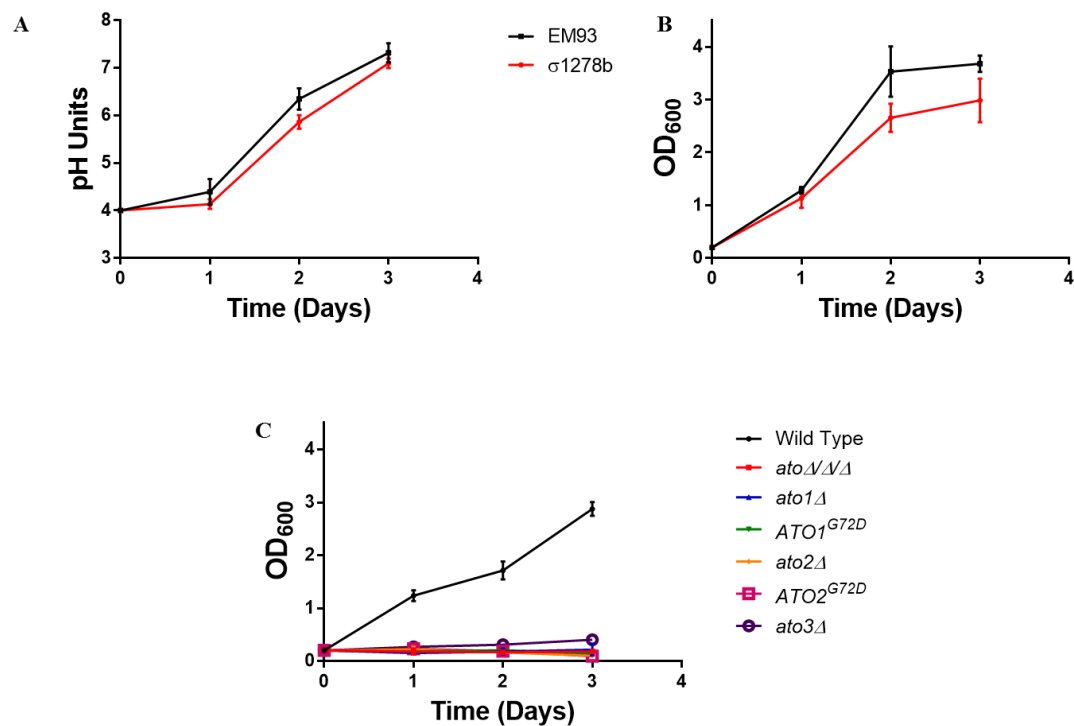 A
8
7
6
5
4
3
pH Units
0 1 2 3 4
Time (Days)
EM93
σ1278b
B
4
3
2
1
0
OD600
0 1 2 3 4
Time (Days)
C
4
3
2
1
0
OD600
0 1 2 3 4
Time (Days)
Wild Type
atoΔ/Δ/Δ
ato1Δ
ATO1G72D
ato2Δ
ATO2G72D
ato3Δ